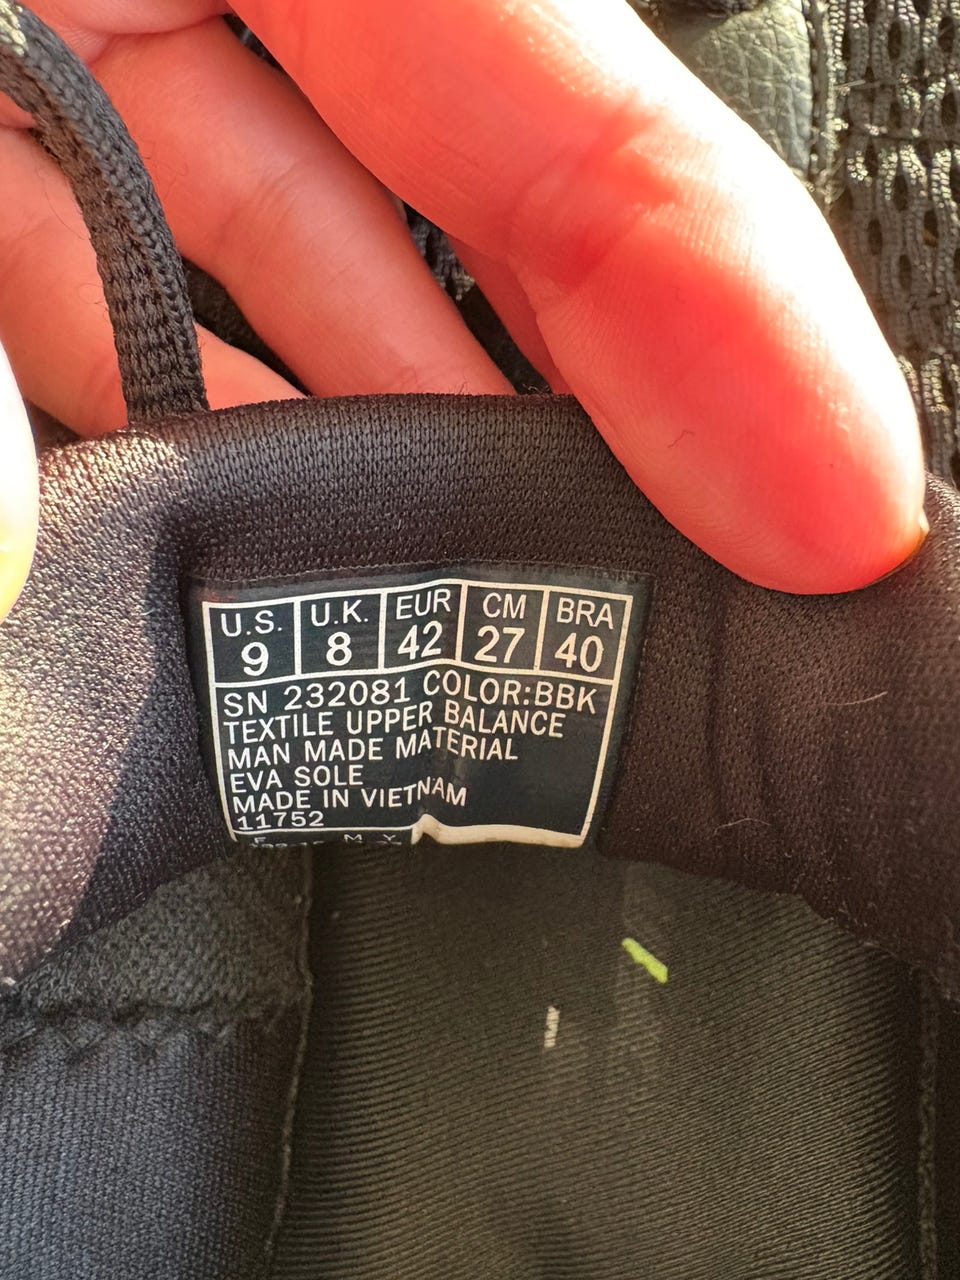 U.S. U.K. EUR CM BRA
9 8 42 27 40
SN 232081 COLOR:BBK
TEXTILE UPPER BALANCE
MAN MADE MATERIAL
EVA SOLE
MADE IN VIETNAM
11752
M Y